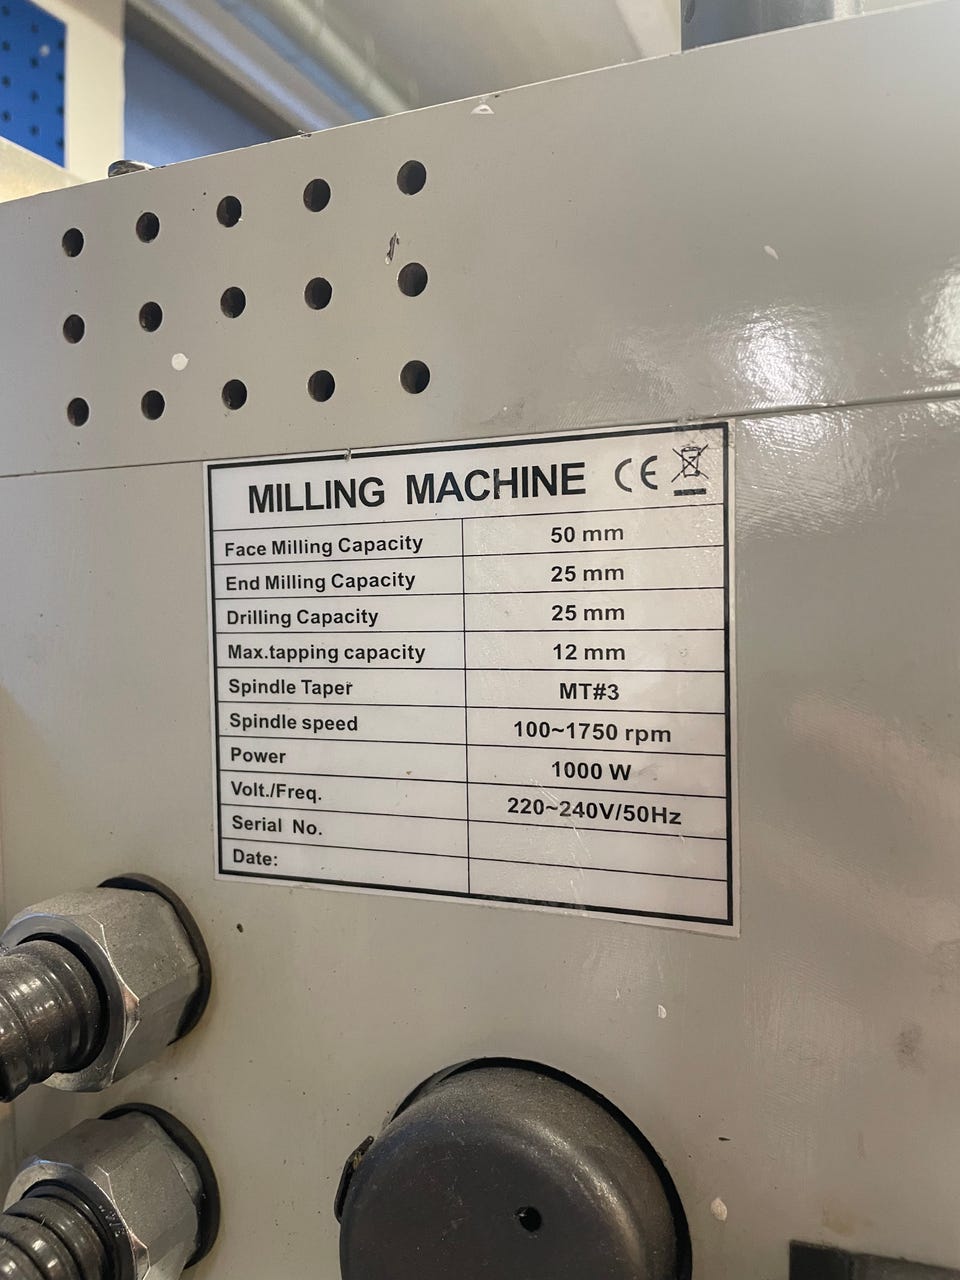 MILLING MACHINE CE
Face Milling Capacity 50 mm
End Milling Capacity 25 mm
Drilling Capacity 25 mm
Max.tapping capacity 12 mm
Spindle Taper MT#3
Spindle speed 100~1750 rpm
Power 1000 W
Volt./Freq. 220~240V/50Hz
Serial No.
Date: